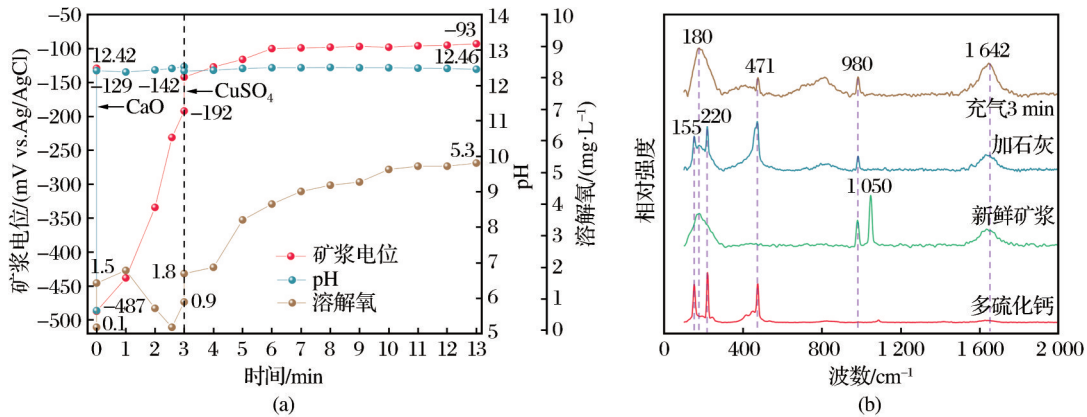 矿浆电位/(mV vs.Ag/AgCl)
-50
-100
-150
-200
-250
-300
-350
-400
-450
-500
12.42
-129
-142
CaO
CuSO₄
-192
-93
12.46
5.3
1.5
1.8
0.9
-487
0.1
矿浆电位
pH
溶解氧
0 1 2 3 4 5 6 7 8 9 10 11 12 13
时间/min
14
13
12
11
10
9
8
7
6
5
pH
10
9
8
7
6
5
4
3
2
1
0
溶解氧/(mg·L⁻¹)
(a)
相对强度
180
471
980
1 642
充气3 min
155
220
加石灰
1 050
新鲜矿浆
多硫化钙
0 400 800 1 200 1 600 2 000
波数/cm⁻¹
(b)